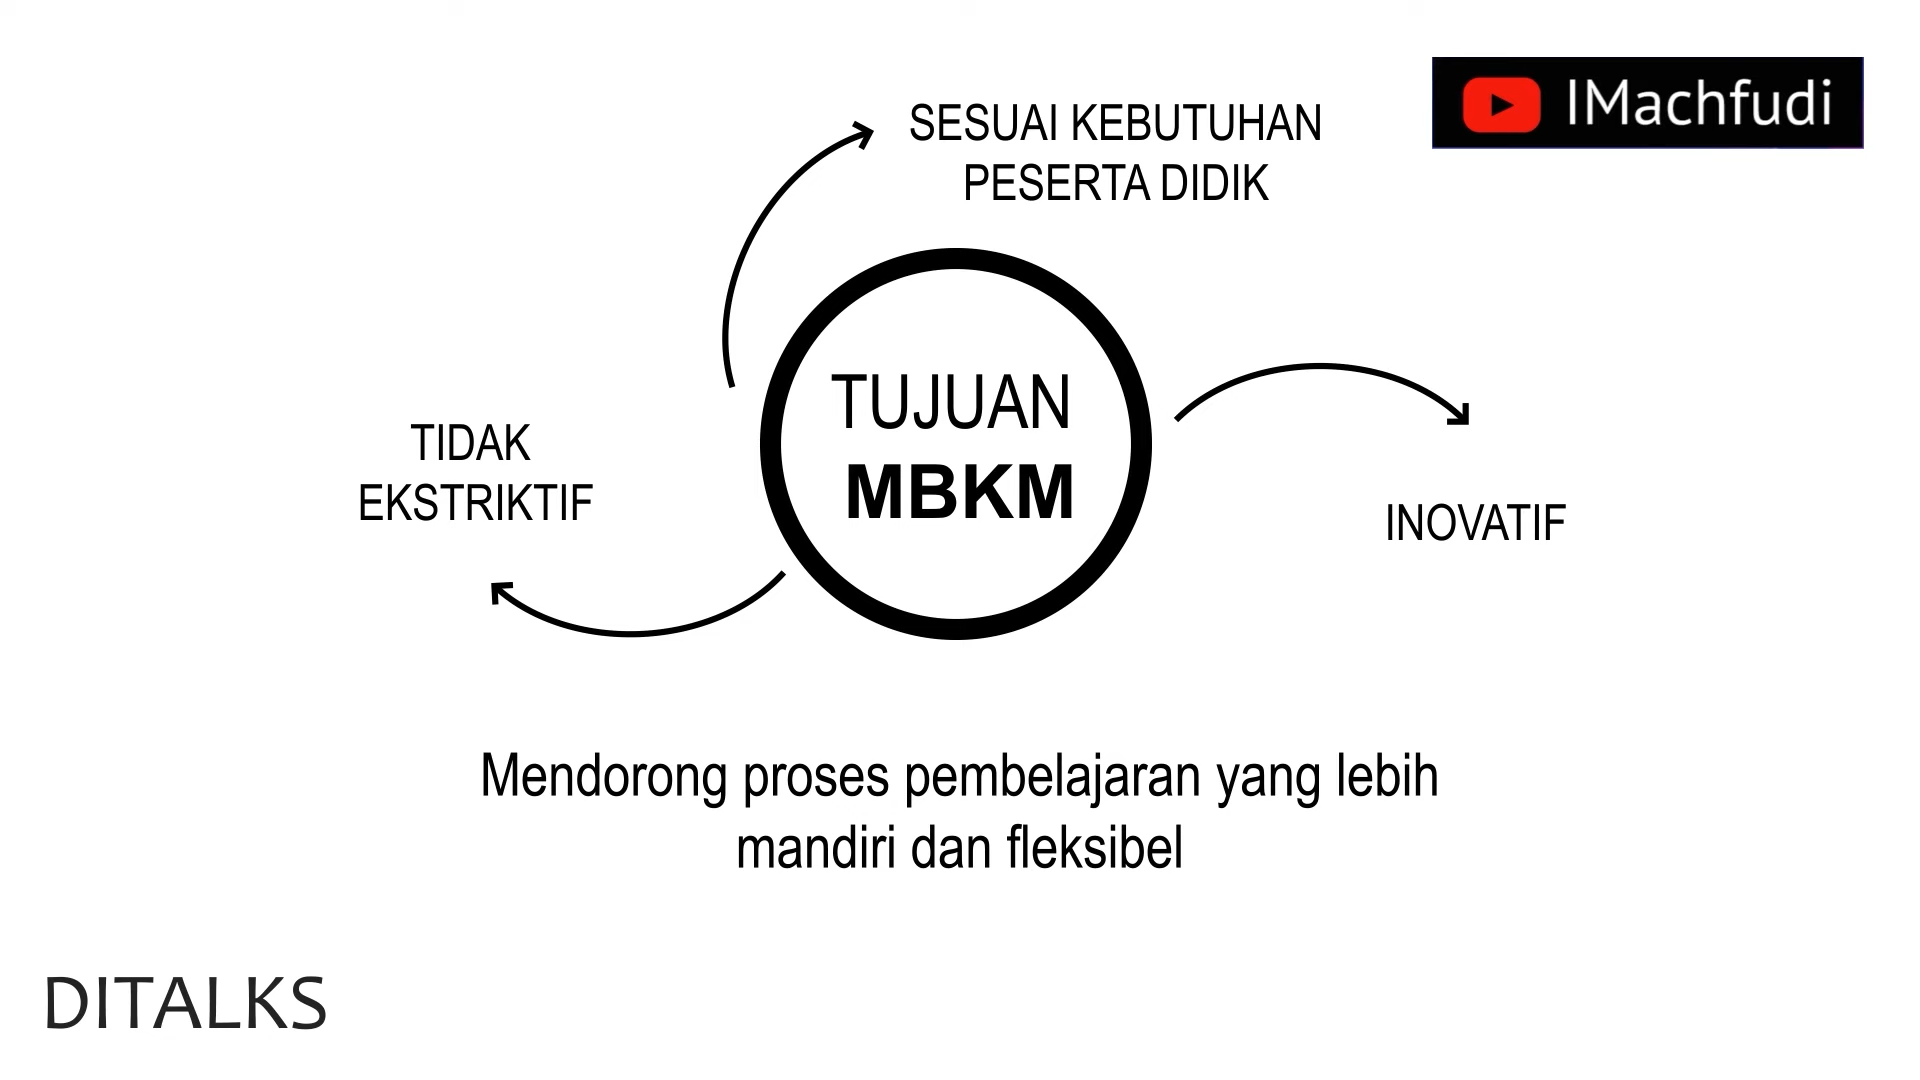 IMachfudi
SESUAI KEBUTUHAN
PESERTA DIDIK
TUJUAN
MBKM
TIDAK
EKSTRIKTIF
INOVATIF
Mendorong proses pembelajaran yang lebih
mandiri dan fleksibel
DITALKS